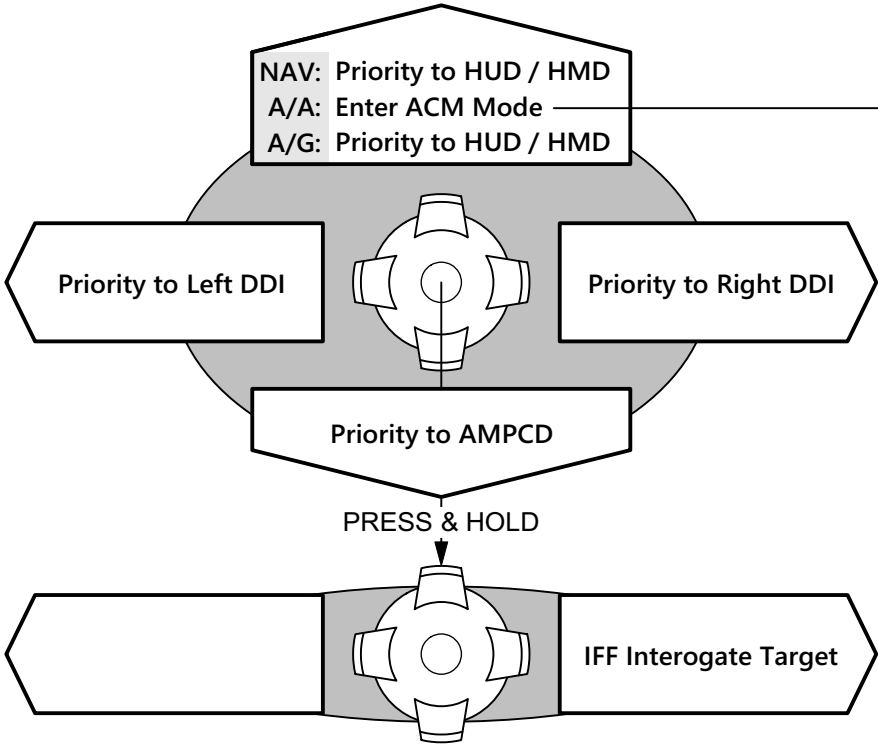 NAV: Priority to HUD / HMD
A/A: Enter ACM Mode
A/G: Priority to HUD / HMD
Priority to Left DDI
Priority to Right DDI
Priority to AMPCD
PRESS & HOLD
IFF Interogate Target